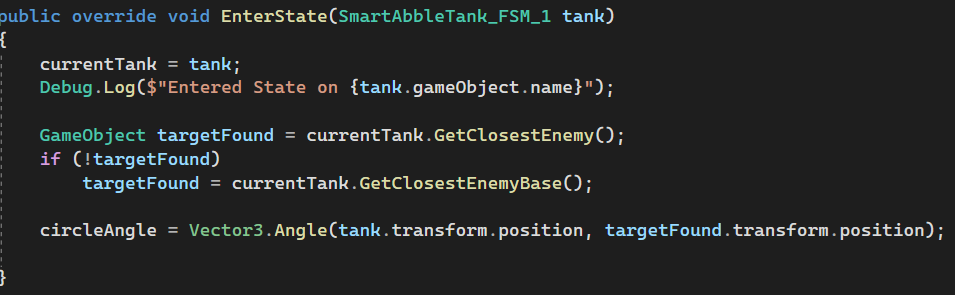 public override void EnterState(SmartAbbleTank_FSM_1 tank)
{
currentTank = tank;
Debug.Log($"Entered State on {tank.gameObject.name}");
GameObject targetFound = currentTank.GetClosestEnemy();
if (!targetFound)
targetFound = currentTank.GetClosestEnemyBase();
circleAngle = Vector3.Angle(tank.transform.position, targetFound.transform.position);
}